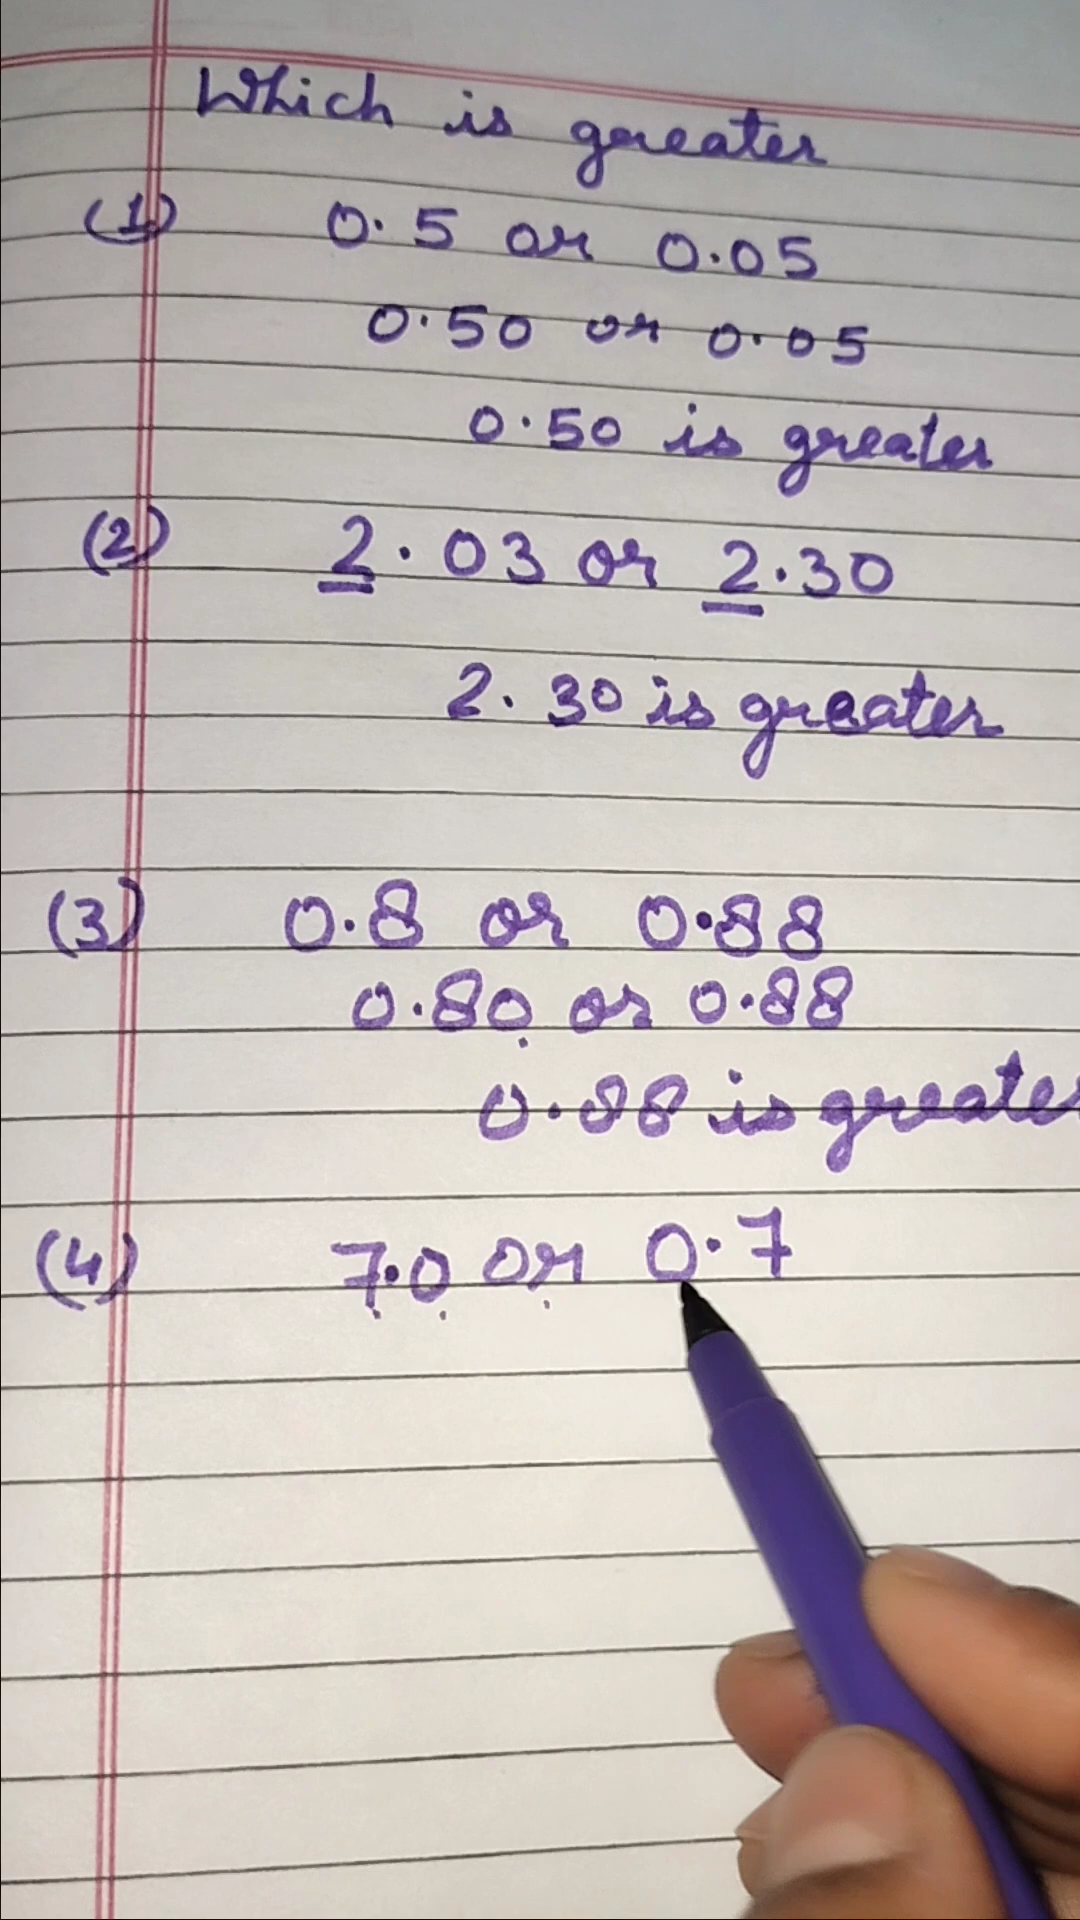 Which is greater
(1) 0.5 or 0.05
0.50 or 0.05
0.50 is greater
(2) 2.03 or 2.30
2.30 is greater
(3) 0.8 or 0.88
0.80 or 0.88
0.88 is greater
(4) 7.0 or 0.7